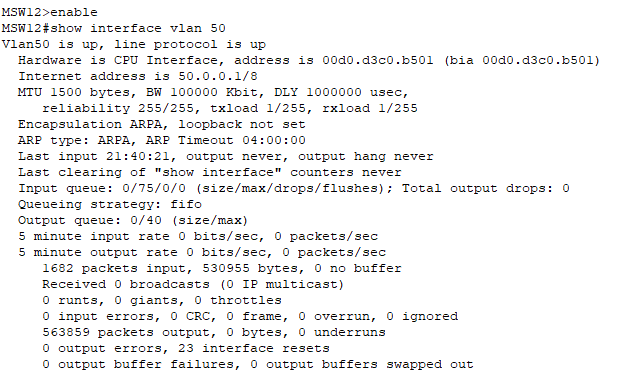 MSW12>enable
MSW12#show interface vlan 50
Vlan50 is up, line protocol is up
Hardware is CPU Interface, address is 00d0.d3c0.b501 (bia 00d0.d3c0.b501)
Internet address is 50.0.0.1/8
MTU 1500 bytes, BW 100000 Kbit, DLY 1000000 usec,
reliability 255/255, txload 1/255, rxload 1/255
Encapsulation ARPA, loopback not set
ARP type: ARPA, ARP Timeout 04:00:00
Last input 21:40:21, output never, output hang never
Last clearing of "show interface" counters never
Input queue: 0/75/0/0 (size/max/drops/flushes); Total output drops: 0
Queueing strategy: fifo
Output queue: 0/40 (size/max)
5 minute input rate 0 bits/sec, 0 packets/sec
5 minute output rate 0 bits/sec, 0 packets/sec
1682 packets input, 530955 bytes, 0 no buffer
Received 0 broadcasts (0 IP multicast)
0 runts, 0 giants, 0 throttles
0 input errors, 0 CRC, 0 frame, 0 overrun, 0 ignored
563859 packets output, 0 bytes, 0 underruns
0 output errors, 23 interface resets
0 output buffer failures, 0 output buffers swapped out